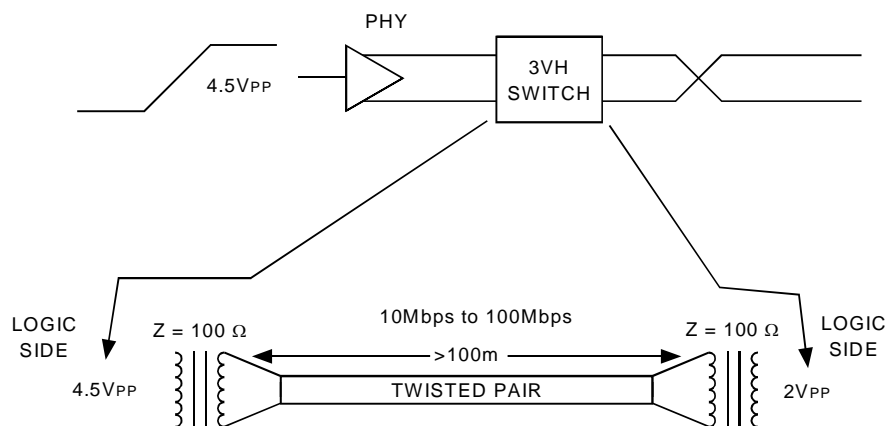 PHY
4.5VPP
3VH
SWITCH
LOGIC
SIDE
Z = 100 Ω
10Mbps to 100Mbps
Z = 100 Ω
LOGIC
SIDE
>100m
4.5VPP
TWISTED PAIR
2VPP